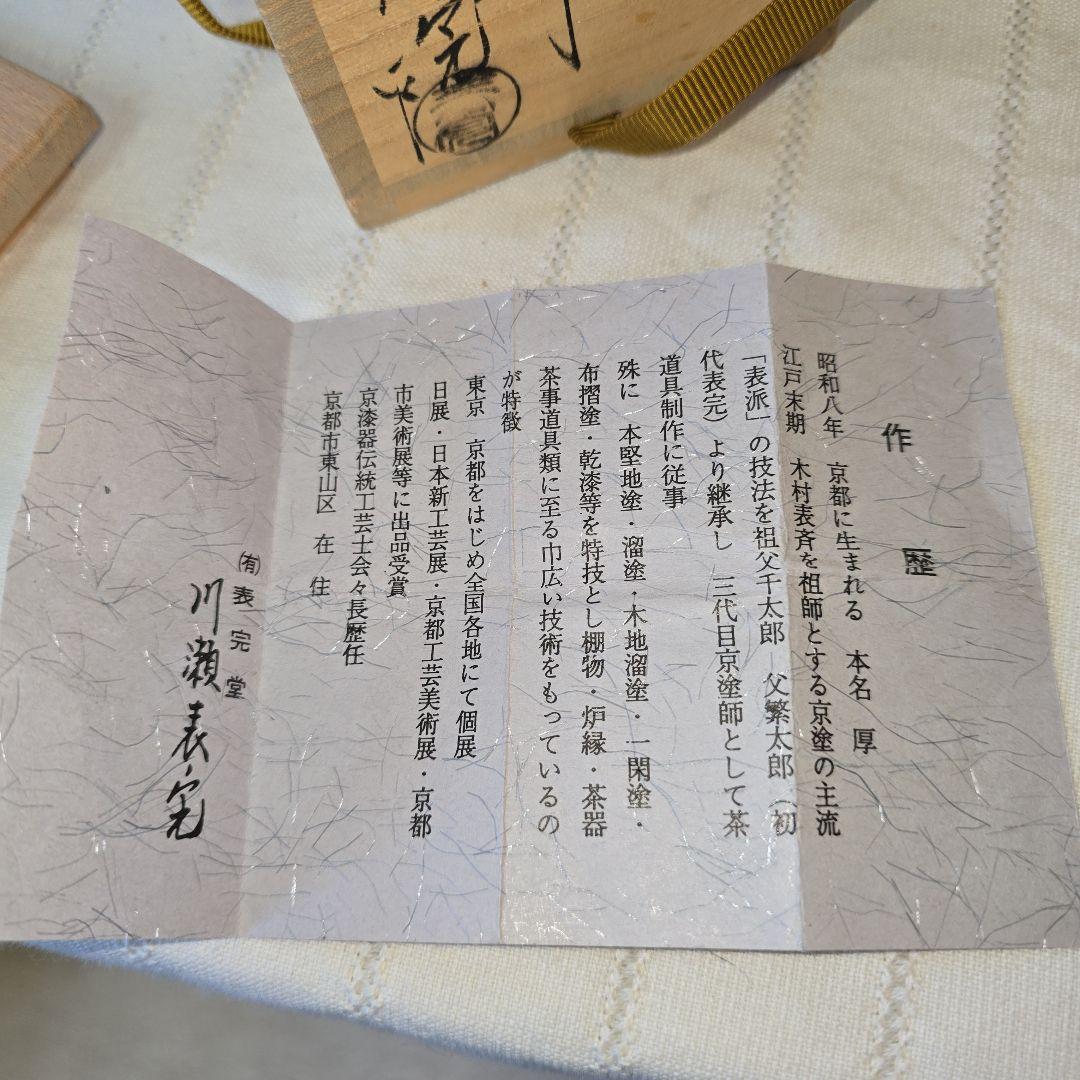 作歴
昭和八年 京都に生まれる 本名 厚
江戸末期 木村表斉を祖師とする京塗の主流
「表派」の技法を祖父千太郎 父繁太郎(初
代表完)より継承し 三代目京塗師として茶
道具制作に従事
殊に 本堅地塗・溜塗・木地溜塗・一閑塗・
布摺塗・乾漆等を特技とし棚物・炉縁・茶器
茶事道具類に至る巾広い技術をもっているの
が特徴
東京 京都をはじめ全国各地にて個展
日展・日本新工芸展・京都工芸美術展・京都
市美術展等に出品受賞
京漆器伝統工芸士会々長歴任
京都市東山区 在 住
㈲表完堂
川瀬表完